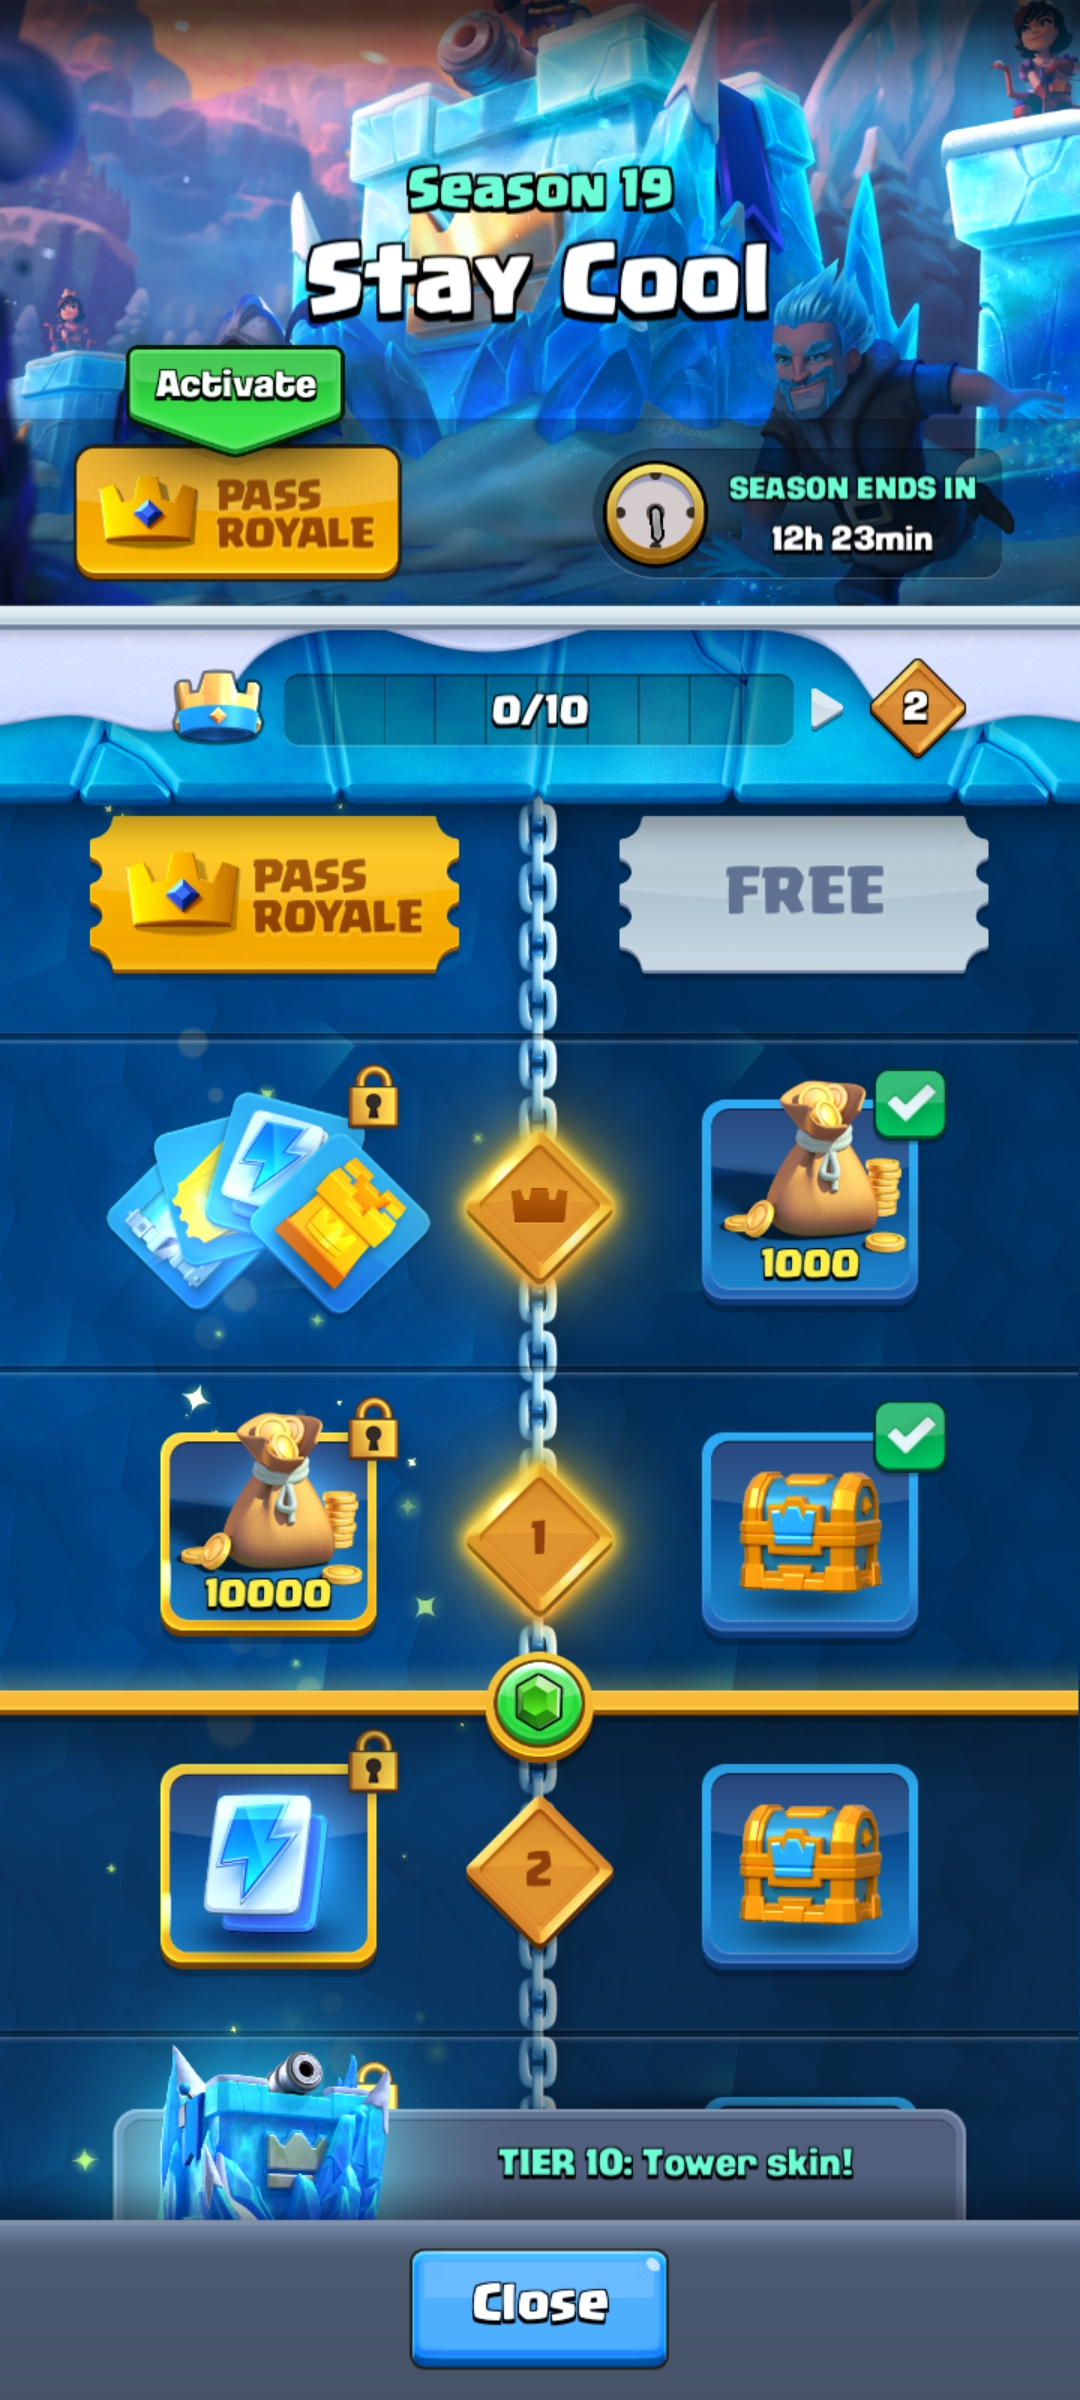 Season 19
Stay Cool
Activate
PASS
ROYALE
SEASON ENDS IN
12h 23min
0/10
2
PASS
ROYALE
FREE
1000
10000
1
2
TIER 10: Tower skin!
Close